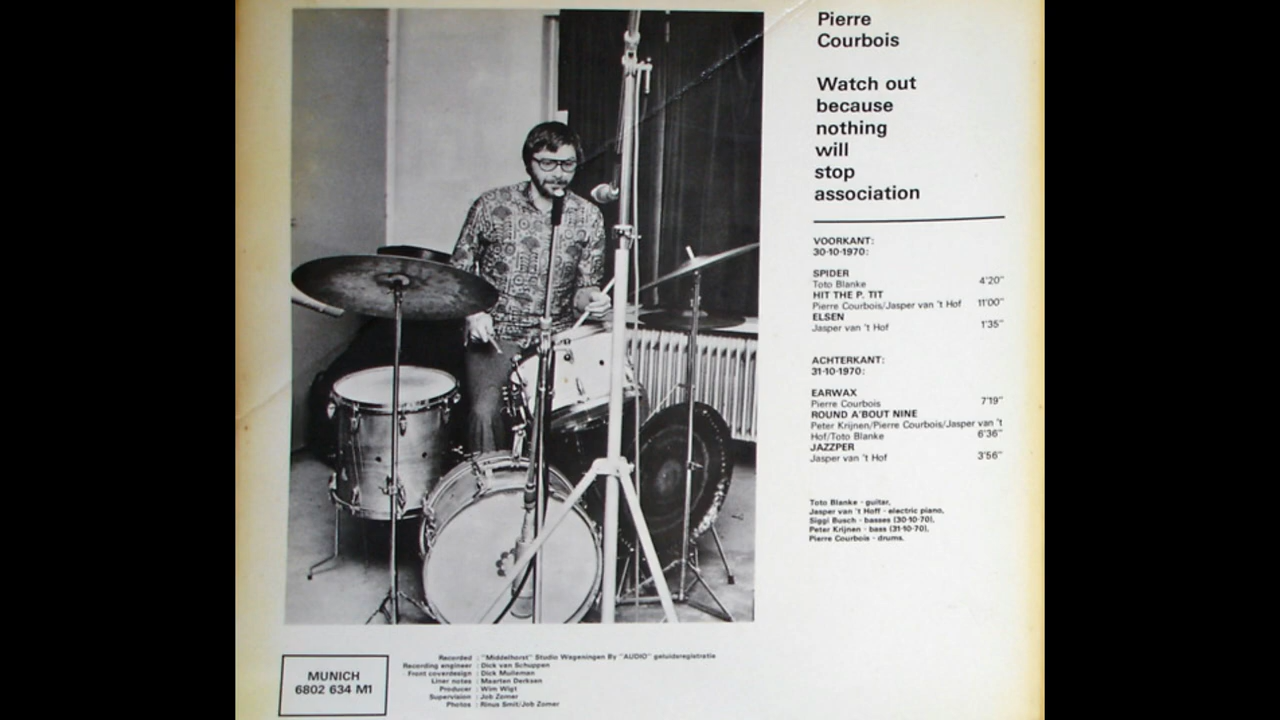 Pierre
Courbois
Watch out
because
nothing
will
stop
association
VOORKANT:
30-10-1970:
SPIDER
Toto Blanke 4'20"
HIT THE P. TIT
Pierre Courbois/Jasper van 't Hof 11'00"
ELSEN
Jasper van 't Hof 1'35"
ACHTERKANT:
31-10-1970:
EARWAX
Pierre Courbois 7'19"
ROUND A'BOUT NINE
Peter Krijnen/Pierre Courbois/Jasper van 't
Hof/Toto Blanke 6'36"
JAZZPER
Jasper van 't Hof 3'56"
Toto Blanke - guitar,
Jasper van 't Hoff - electric piano,
Siggi Busch - basses (30-10-70),
Peter Krijnen - bass (31-10-70),
Pierre Courbois - drums.
MUNICH
6802 634 M1
Recorded : "Middelhorst" Studio Wageningen By "AUDIO" geluidsregistratie
Recording engineer : Dick van Schuppen
Front coverdesign : Dick Mulleman
Liner notes : Maarten Derksen
Producer : Wim Wigt
Supervision : Job Zomer
Photos : Rinus Smit/Job Zomer